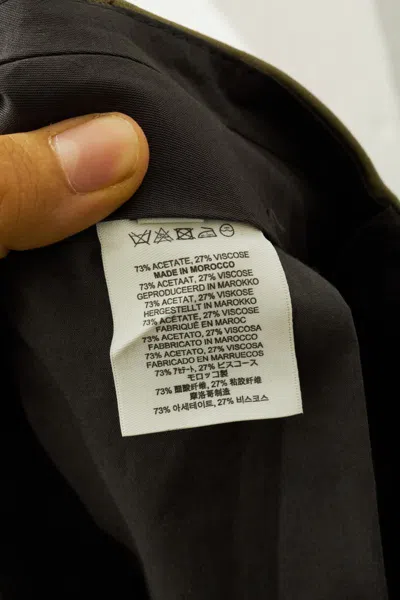 73% ACETATE, 27% VISCOSE
MADE IN MOROCCO
73% ACETAAT, 27% VISCOSE
GEPRODUCEERD IN MAROKKO
73% ACETAT, 27% VISKOSE
HERGESTELLT IN MAROKKO
73% ACÉTATE, 27% VISCOSE
FABRIQUÉ EN MAROC
73% ACETATO, 27% VISCOSA
FABBRICATO IN MAROCCO
73% ACETATO, 27% VISCOSA
FABRICADO EN MARRUECOS
73% アセテート, 27% ビスコース
モロッコ製
73% 醋酸纤维, 27% 粘胶纤维
摩洛哥制
73% 아세테이트, 27% 비스코스